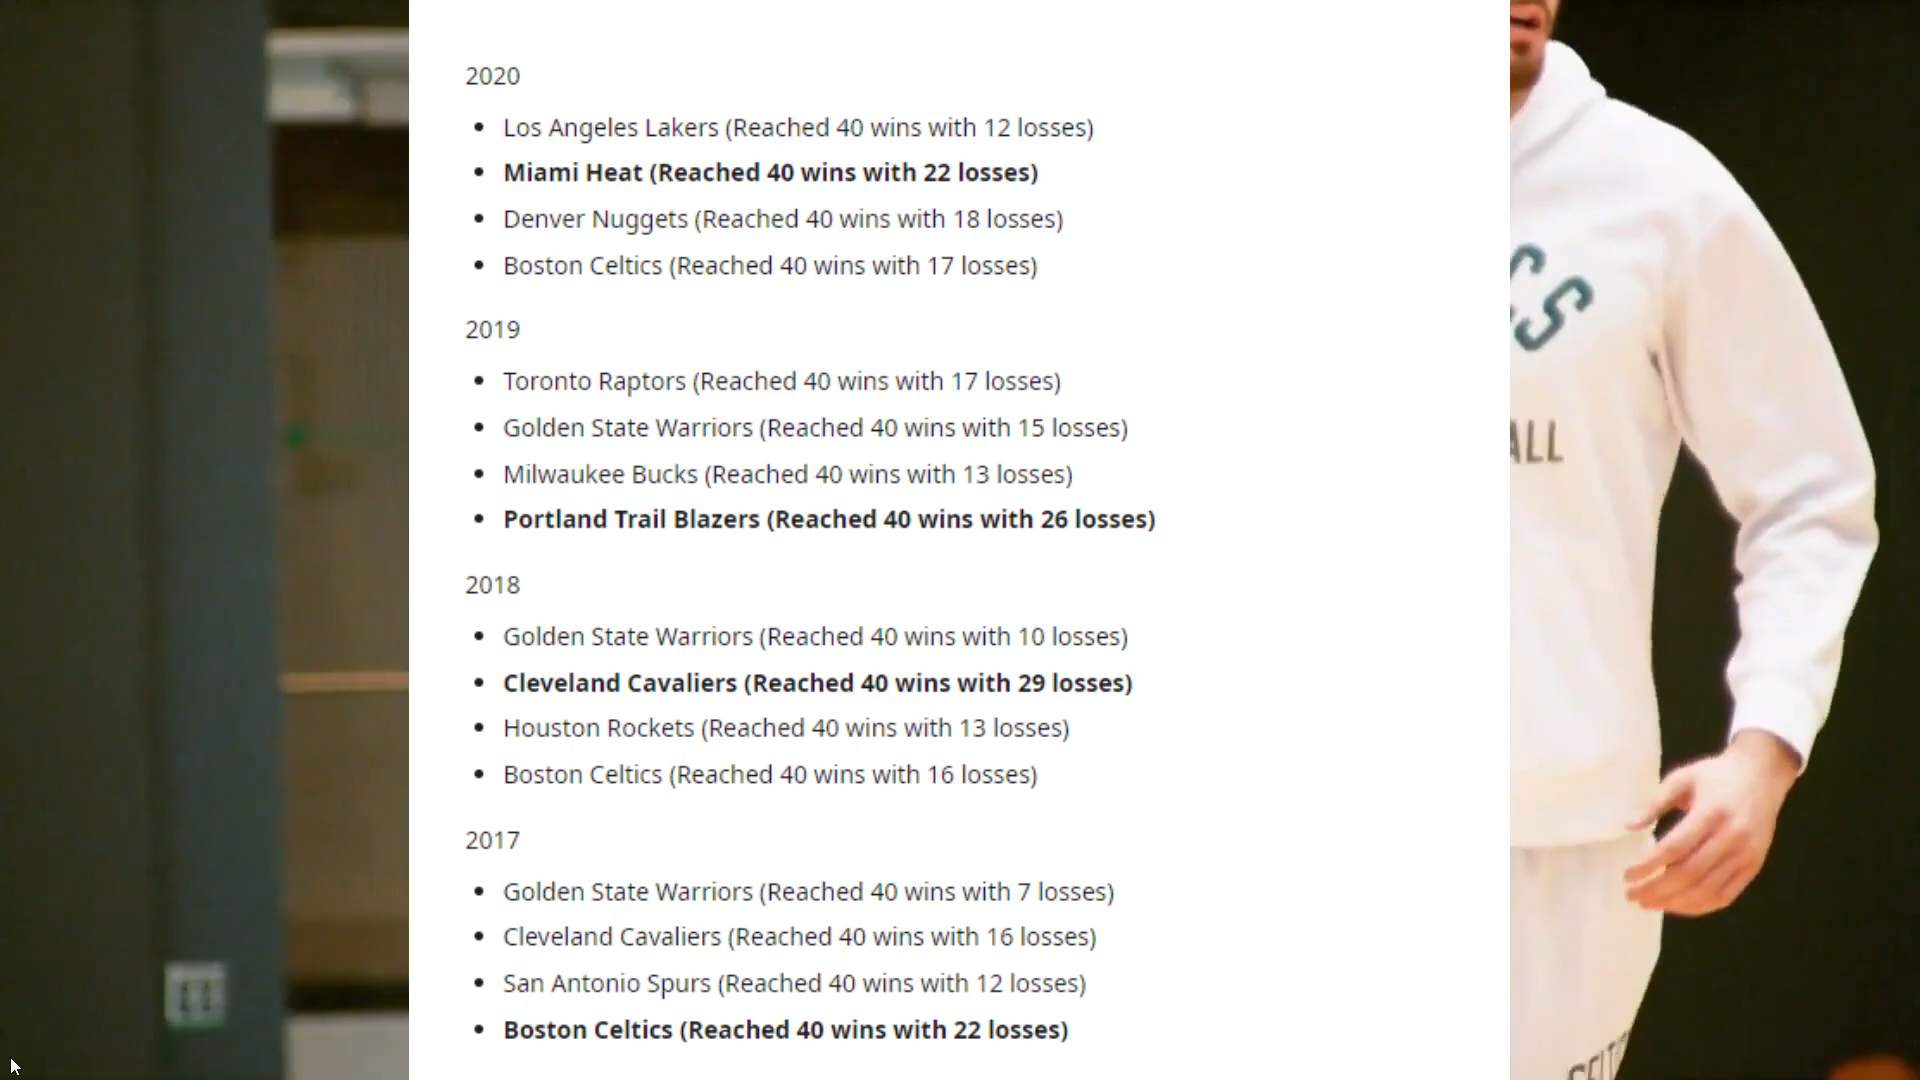 2020
• Los Angeles Lakers (Reached 40 wins with 12 losses)
• Miami Heat (Reached 40 wins with 22 losses)
• Denver Nuggets (Reached 40 wins with 18 losses)
• Boston Celtics (Reached 40 wins with 17 losses)
2019
• Toronto Raptors (Reached 40 wins with 17 losses)
• Golden State Warriors (Reached 40 wins with 15 losses)
• Milwaukee Bucks (Reached 40 wins with 13 losses)
• Portland Trail Blazers (Reached 40 wins with 26 losses)
2018
• Golden State Warriors (Reached 40 wins with 10 losses)
• Cleveland Cavaliers (Reached 40 wins with 29 losses)
• Houston Rockets (Reached 40 wins with 13 losses)
• Boston Celtics (Reached 40 wins with 16 losses)
2017
• Golden State Warriors (Reached 40 wins with 7 losses)
• Cleveland Cavaliers (Reached 40 wins with 16 losses)
• San Antonio Spurs (Reached 40 wins with 12 losses)
• Boston Celtics (Reached 40 wins with 22 losses)
CS
ALL